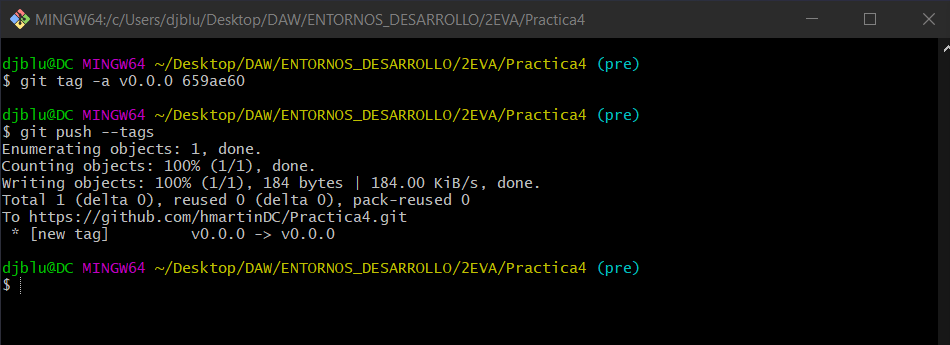 MINGW64:/c/Users/djblu/Desktop/DAW/ENTORNOS_DESARROLLO/2EVA/Practica4
djblu@DC MINGW64 ~/Desktop/DAW/ENTORNOS_DESARROLLO/2EVA/Practica4 (pre)
$ git tag -a v0.0.0 659ae60
djblu@DC MINGW64 ~/Desktop/DAW/ENTORNOS_DESARROLLO/2EVA/Practica4 (pre)
$ git push --tags
Enumerating objects: 1, done.
Counting objects: 100% (1/1), done.
Writing objects: 100% (1/1), 184 bytes | 184.00 KiB/s, done.
Total 1 (delta 0), reused 0 (delta 0), pack-reused 0
To https://github.com/hmartinDC/Practica4.git
 * [new tag]         v0.0.0 -> v0.0.0
djblu@DC MINGW64 ~/Desktop/DAW/ENTORNOS_DESARROLLO/2EVA/Practica4 (pre)
$